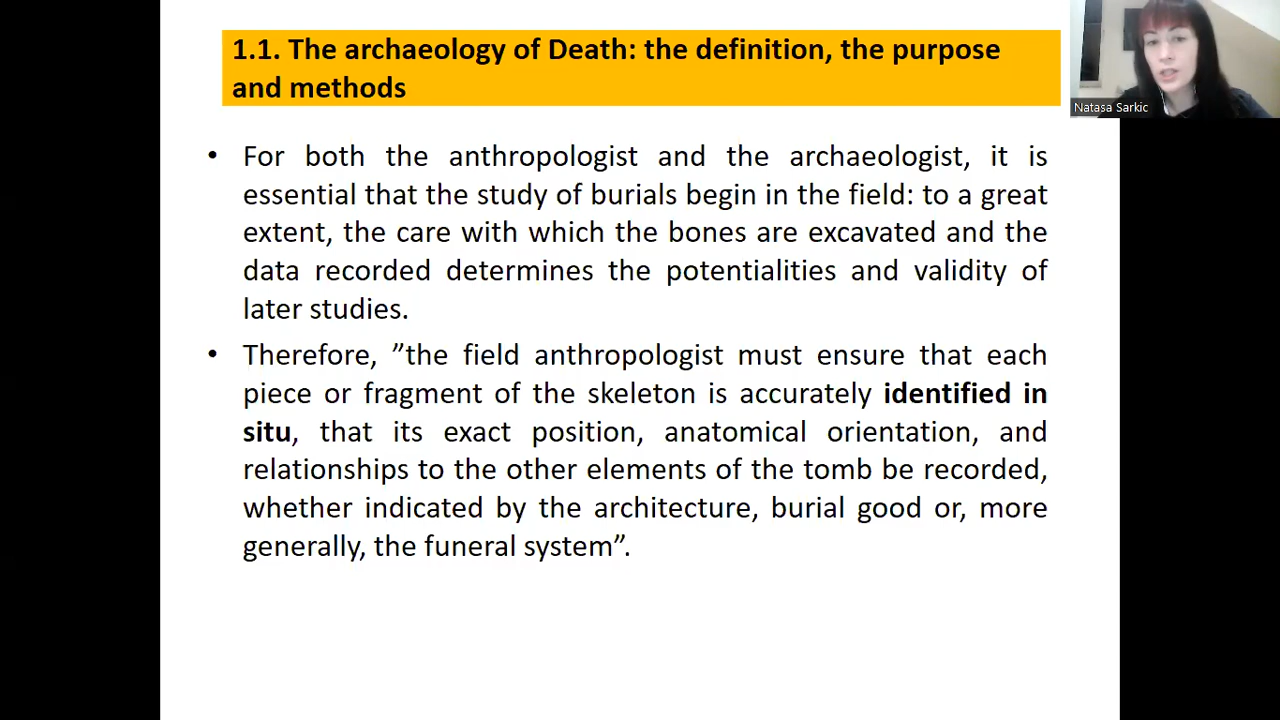 1.1. The archaeology of Death: the definition, the purpose
and methods
Natasa Sarkic
• For both the anthropologist and the archaeologist, it is
essential that the study of burials begin in the field: to a great
extent, the care with which the bones are excavated and the
data recorded determines the potentialities and validity of
later studies.
• Therefore, ”the field anthropologist must ensure that each
piece or fragment of the skeleton is accurately identified in
situ, that its exact position, anatomical orientation, and
relationships to the other elements of the tomb be recorded,
whether indicated by the architecture, burial good or, more
generally, the funeral system”.